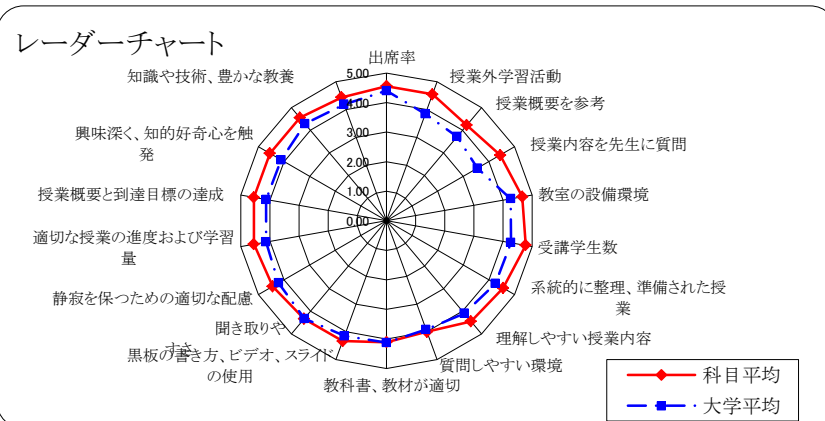 レーダーチャート
出席率
授業外学習活動
授業概要を参考
授業内容を先生に質問
教室の設備環境
受講学生数
系統的に整理、準備された授
業
理解しやすい授業内容
質問しやすい環境
教科書、教材が適切
黒板の書き方、ビデオ、スライド
の使用
聞き取りや
すさ
静寂を保つための適切な配慮
適切な授業の進度および学習
量
授業概要と到達目標の達成
興味深く、知的好奇心を触
発
知識や技術、豊かな教養
5.00
4.00
3.00
2.00
1.00
0.00
科目平均
大学平均